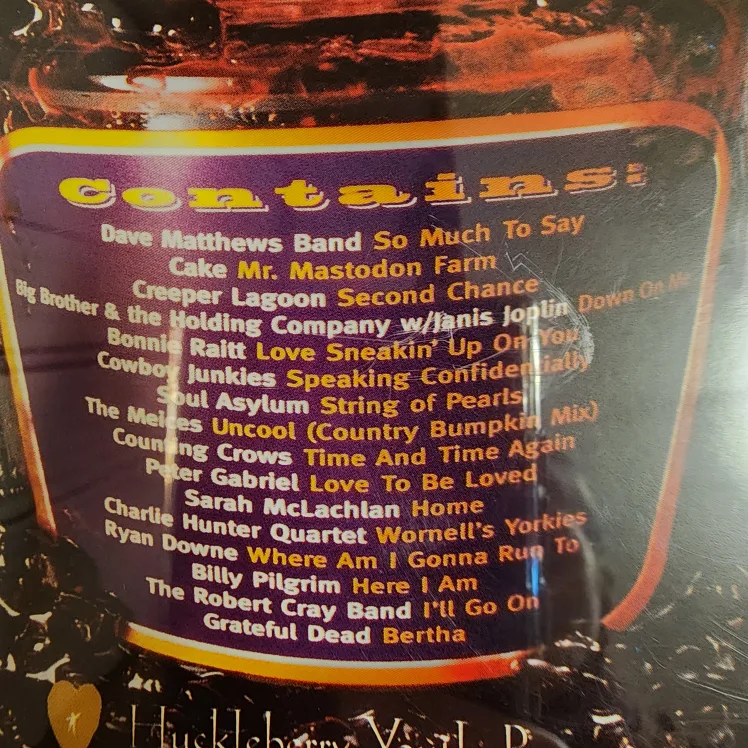 Contains:
Dave Matthews Band So Much To Say
Cake Mr. Mastodon Farm
Creeper Lagoon Second Chance
Big Brother & the Holding Company w/Janis Joplin Down On Me
Bonnie Raitt Love Sneakin' Up On You
Cowboy Junkies Speaking Confidentially
Soul Asylum String of Pearls
The Meices Uncool (Country Bumpkin Mix)
Counting Crows Time And Time Again
Peter Gabriel Love To Be Loved
Sarah McLachlan Home
Charlie Hunter Quartet Wornell's Yorkies
Ryan Downe Where Am I Gonna Run To
Billy Pilgrim Here I Am
The Robert Cray Band I'll Go On
Grateful Dead Bertha
Huckleberry